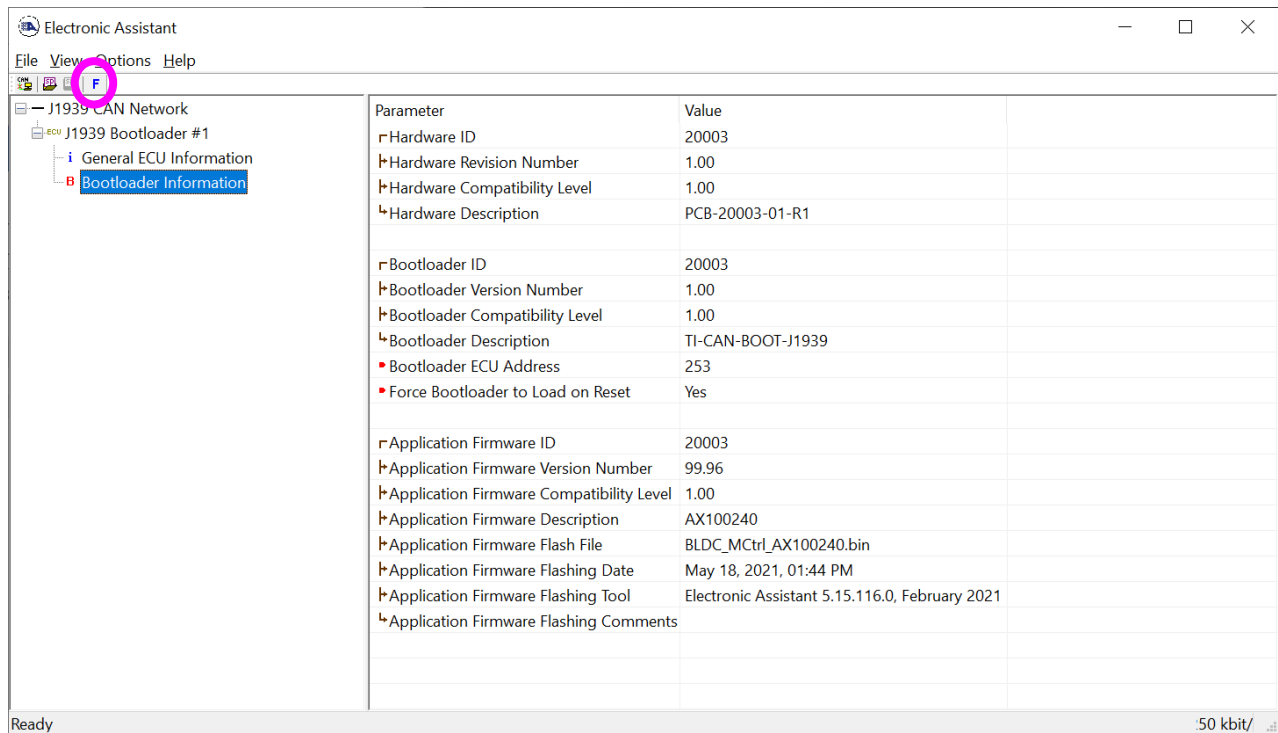 Electronic Assistant
File View Options Help
CAN F
J1939 CAN Network
ECU J1939 Bootloader #1
i General ECU Information
B Bootloader Information
Parameter Value
Hardware ID 20003
Hardware Revision Number 1.00
Hardware Compatibility Level 1.00
Hardware Description PCB-20003-01-R1
Bootloader ID 20003
Bootloader Version Number 1.00
Bootloader Compatibility Level 1.00
Bootloader Description TI-CAN-BOOT-J1939
Bootloader ECU Address 253
Force Bootloader to Load on Reset Yes
Application Firmware ID 20003
Application Firmware Version Number 99.96
Application Firmware Compatibility Level 1.00
Application Firmware Description AX100240
Application Firmware Flash File BLDC_MCtrl_AX100240.bin
Application Firmware Flashing Date May 18, 2021, 01:44 PM
Application Firmware Flashing Tool Electronic Assistant 5.15.116.0, February 2021
Application Firmware Flashing Comments
Ready 50 kbit/